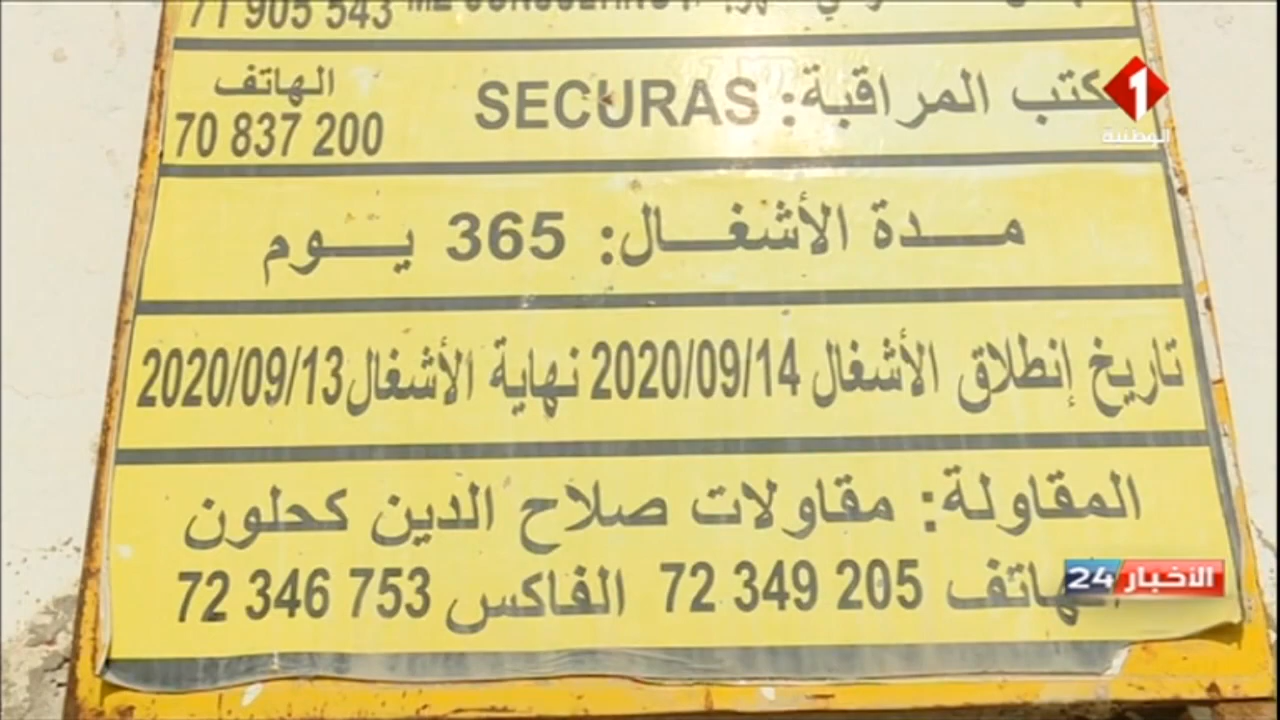 71 905 543
كتب المراقبة: SECURAS الهاتف 70 837 200
مدة الأشغال: 365 يوم
تاريخ إنطلاق الأشغال 2020/09/14 نهاية الأشغال 2020/09/13
المقاولة: مقاولات صلاح الدين كحلون
72 349 205 الفاكس 72 346 753
1
الوطنية
الأخبار 24